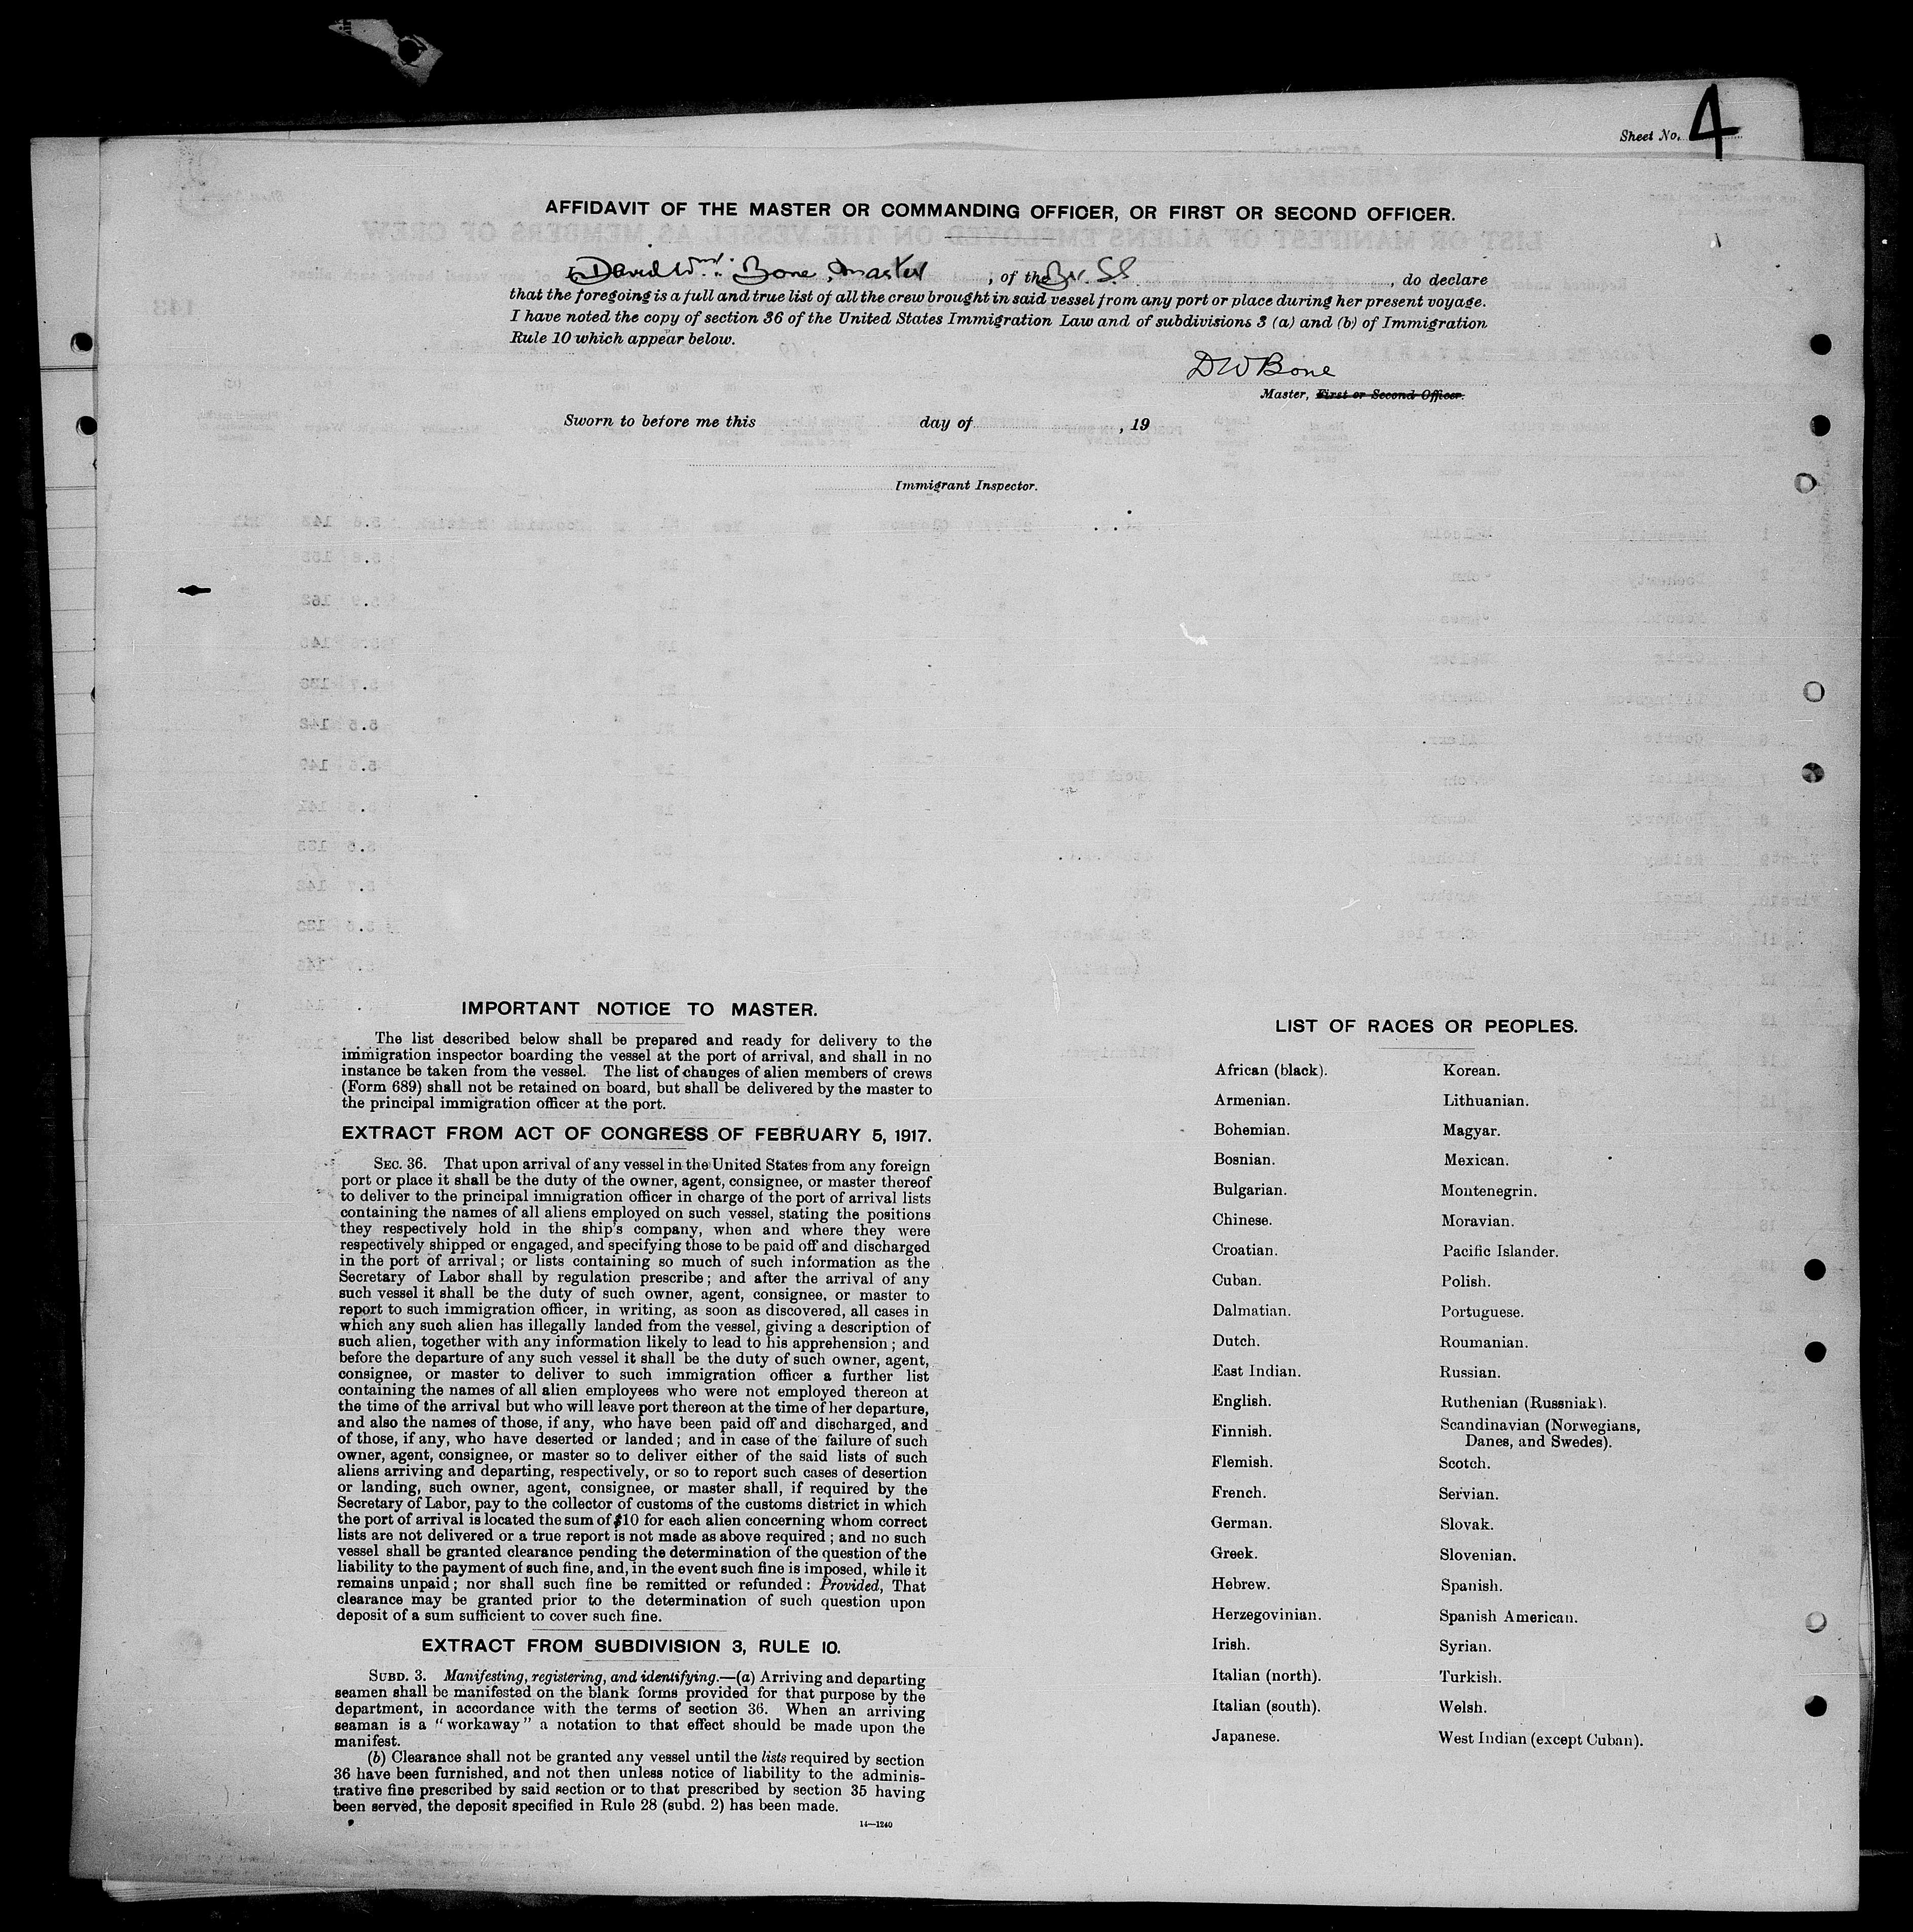 Sheet No. 4
AFFIDAVIT OF THE MASTER OR COMMANDING OFFICER, OR FIRST OR SECOND OFFICER.
I, David Wm. Bone, Master, of the Br. SS, do declare
that the foregoing is a full and true list of all the crew brought in said vessel from any port or place during her present voyage.
I have noted the copy of section 36 of the United States Immigration Law and of subdivisions 3 (a) and (b) of Immigration
Rule 10 which appear below.
D W Bone
Master, First or Second Officer.
Sworn to before me this day of , 19
Immigrant Inspector.
IMPORTANT NOTICE TO MASTER.
The list described below shall be prepared and ready for delivery to the
immigration inspector boarding the vessel at the port of arrival, and shall in no
instance be taken from the vessel. The list of changes of alien members of crews
(Form 689) shall not be retained on board, but shall be delivered by the master to
the principal immigration officer at the port.
EXTRACT FROM ACT OF CONGRESS OF FEBRUARY 5, 1917.
SEC. 36. That upon arrival of any vessel in the United States from any foreign
port or place it shall be the duty of the owner, agent, consignee, or master thereof
to deliver to the principal immigration officer in charge of the port of arrival lists
containing the names of all aliens employed on such vessel, stating the positions
they respectively hold in the ship's company, when and where they were
respectively shipped or engaged, and specifying those to be paid off and discharged
in the port of arrival; or lists containing so much of such information as the
Secretary of Labor shall by regulation prescribe; and after the arrival of any
such vessel it shall be the duty of such owner, agent, consignee, or master to
report to such immigration officer, in writing, as soon as discovered, all cases in
which any such alien has illegally landed from the vessel, giving a description of
such alien, together with any information likely to lead to his apprehension; and
before the departure of any such vessel it shall be the duty of such owner, agent,
consignee, or master to deliver to such immigration officer a further list
containing the names of all alien employees who were not employed thereon at
the time of the arrival but who will leave port thereon at the time of her departure,
and also the names of those, if any, who have been paid off and discharged, and
of those, if any, who have deserted or landed; and in case of the failure of such
owner, agent, consignee, or master so to deliver either of the said lists of such
aliens arriving and departing, respectively, or so to report such cases of desertion
or landing, such owner, agent, consignee, or master shall, if required by the
Secretary of Labor, pay to the collector of customs of the customs district in which
the port of arrival is located the sum of $10 for each alien concerning whom correct
lists are not delivered or a true report is not made as above required; and no such
vessel shall be granted clearance pending the determination of the question of the
liability to the payment of such fine, and, in the event such fine is imposed, while it
remains unpaid; nor shall such fine be remitted or refunded: Provided, That
clearance may be granted prior to the determination of such question upon
deposit of a sum sufficient to cover such fine.
EXTRACT FROM SUBDIVISION 3, RULE 10.
SUBD. 3. Manifesting, registering, and identifying.—(a) Arriving and departing
seamen shall be manifested on the blank forms provided for that purpose by the
department, in accordance with the terms of section 36. When an arriving
seaman is a "workaway" a notation to that effect should be made upon the
manifest.
(b) Clearance shall not be granted any vessel until the lists required by section
36 have been furnished, and not then unless notice of liability to the adminis-
trative fine prescribed by said section or to that prescribed by section 35 having
been served, the deposit specified in Rule 28 (subd. 2) has been made.
14—1240
LIST OF RACES OR PEOPLES.
African (black).
Armenian.
Bohemian.
Bosnian.
Bulgarian.
Chinese.
Croatian.
Cuban.
Dalmatian.
Dutch.
East Indian.
English.
Finnish.
Flemish.
French.
German.
Greek.
Hebrew.
Herzegovinian.
Irish.
Italian (north).
Italian (south).
Japanese.
Korean.
Lithuanian.
Magyar.
Mexican.
Montenegrin.
Moravian.
Pacific Islander.
Polish.
Portuguese.
Roumanian.
Russian.
Ruthenian (Russniak).
Scandinavian (Norwegians,
Danes, and Swedes).
Scotch.
Servian.
Slovak.
Slovenian.
Spanish.
Spanish American.
Syrian.
Turkish.
Welsh.
West Indian (except Cuban).